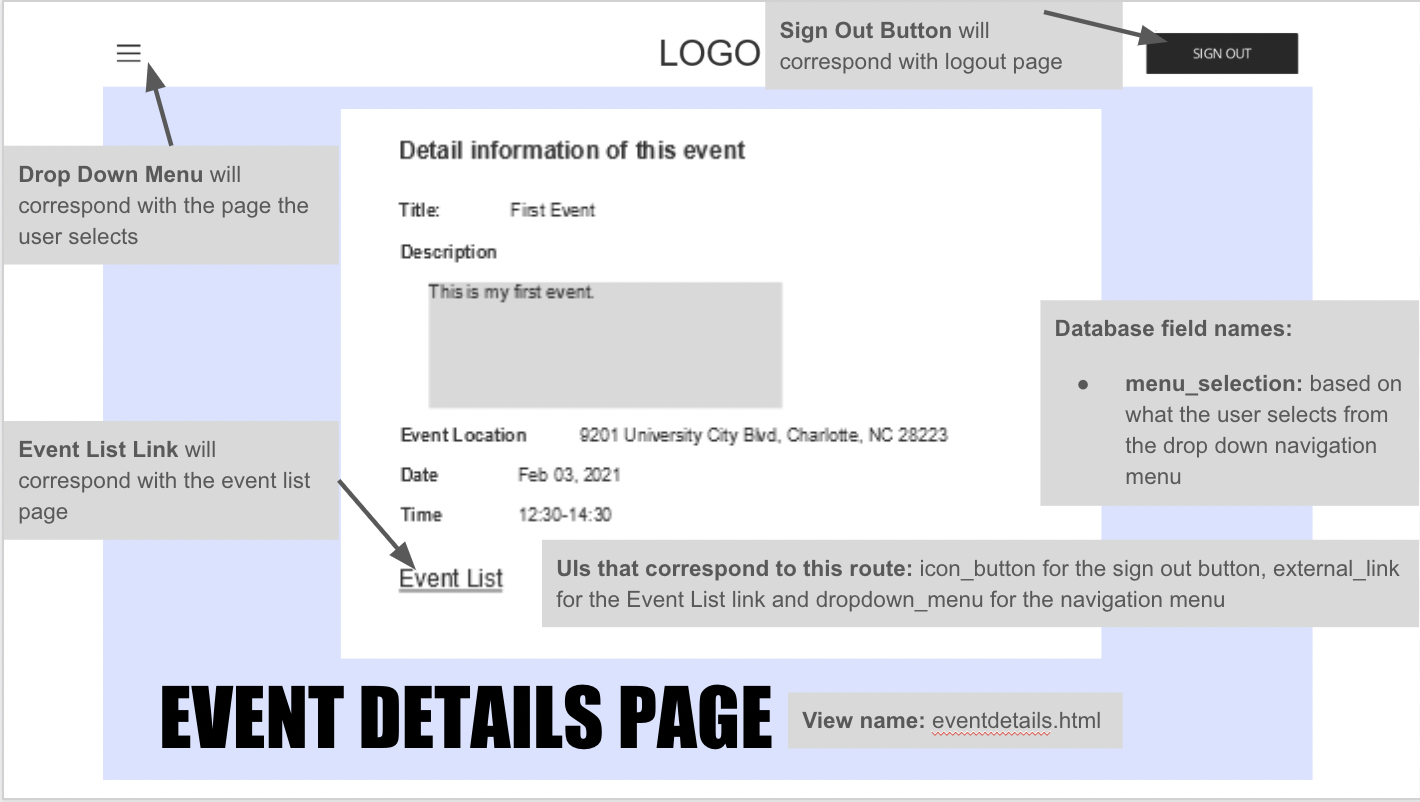 LOGO
Sign Out Button will
correspond with logout page
SIGN OUT
Drop Down Menu will
correspond with the page the
user selects
Detail information of this event
Title: First Event
Description
This is my first event.
Database field names:
● menu_selection: based on
what the user selects from
the drop down navigation
menu
Event List Link will
correspond with the event list
page
Event Location 9201 University City Blvd, Charlotte, NC 28223
Date Feb 03, 2021
Time 12:30-14:30
Event List
UIs that correspond to this route: icon_button for the sign out button, external_link
for the Event List link and dropdown_menu for the navigation menu
EVENT DETAILS PAGE
View name: eventdetails.html